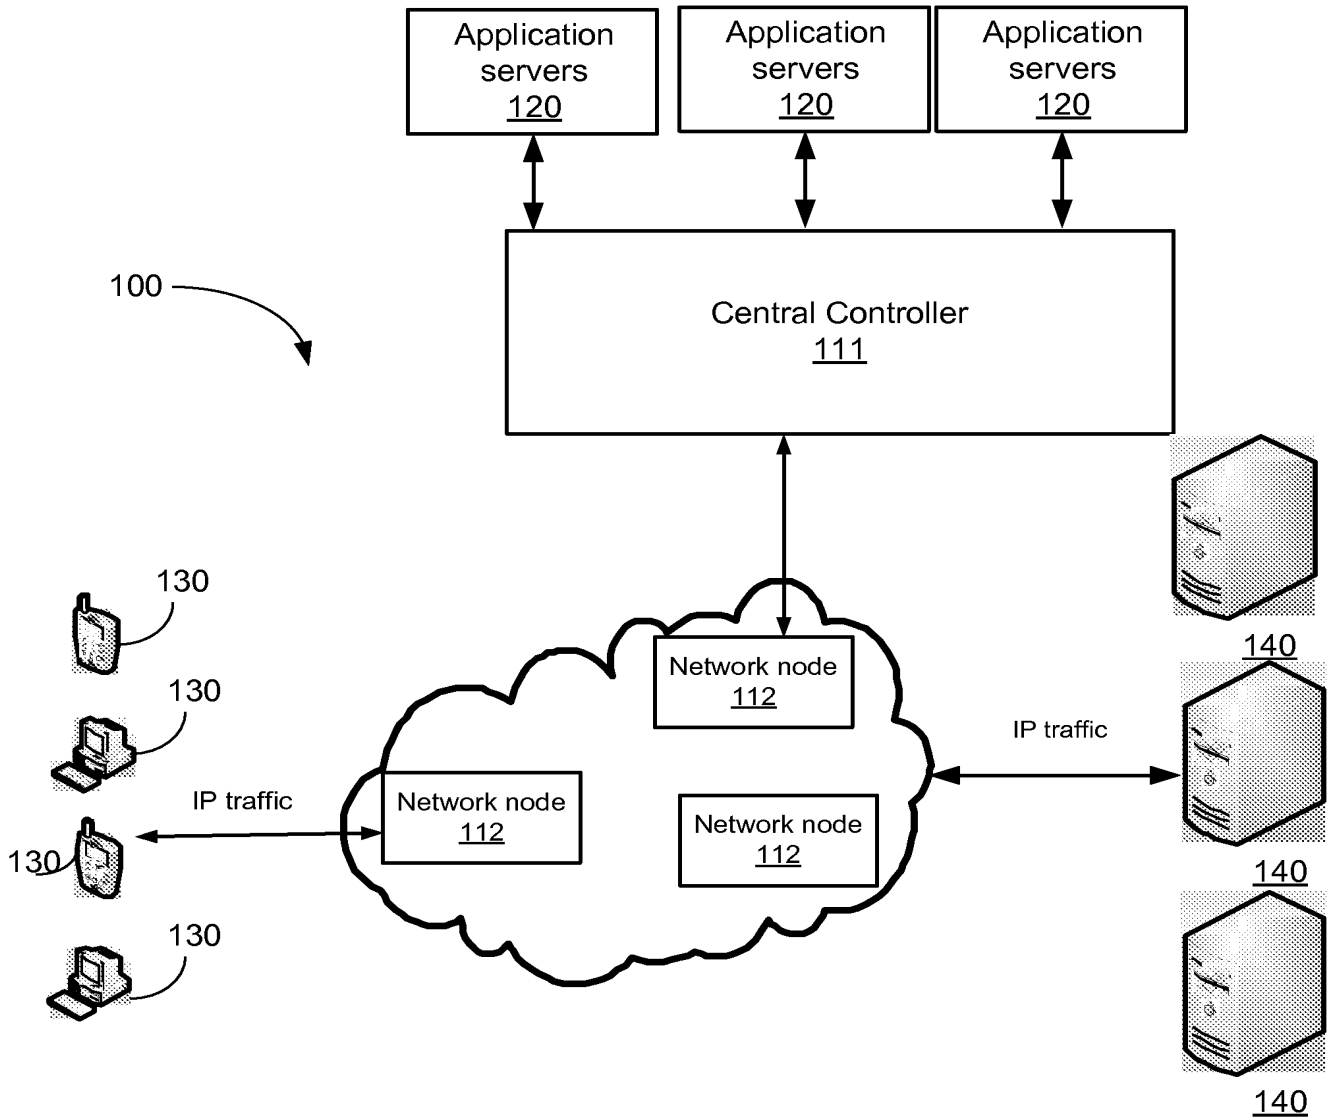 Application
servers
120
Application
servers
120
Application
servers
120
100
Central Controller
111
130
140
Network node
112
130
IP traffic
IP traffic
Network node
112
Network node
112
130
140
130
140